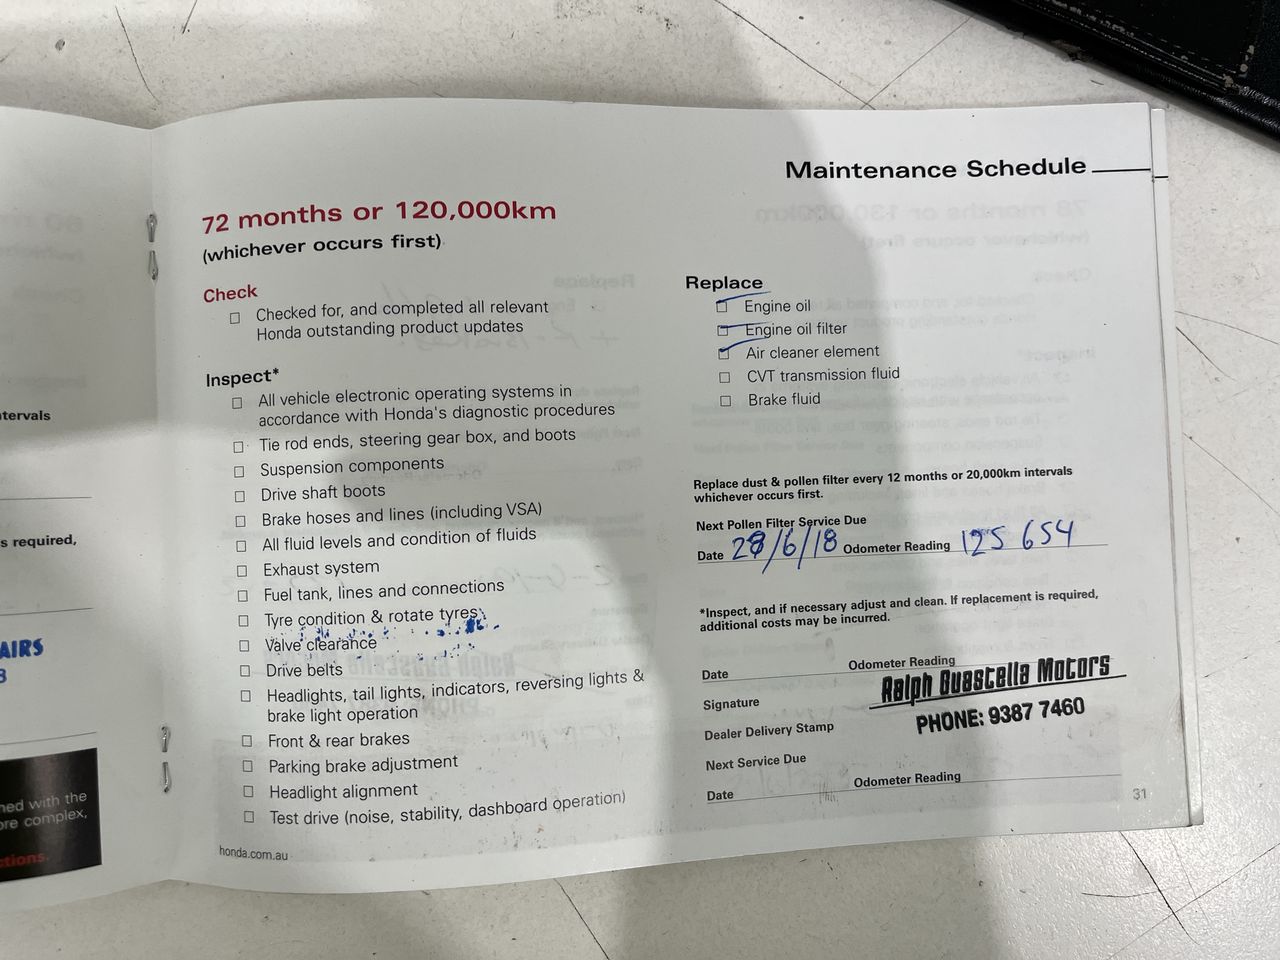 tervals
s required,
AIRS
3
ned with the
ore complex,
ctions.
Maintenance Schedule
72 months or 120,000km
(whichever occurs first)
Check
Checked for, and completed all relevant
Honda outstanding product updates
Inspect*
All vehicle electronic operating systems in
accordance with Honda's diagnostic procedures
Tie rod ends, steering gear box, and boots
Suspension components
Drive shaft boots
Brake hoses and lines (including VSA)
All fluid levels and condition of fluids
Exhaust system
Fuel tank, lines and connections
Tyre condition & rotate tyres
Valve clearance
Drive belts
Headlights, tail lights, indicators, reversing lights &
brake light operation
Front & rear brakes
Parking brake adjustment
Headlight alignment
Test drive (noise, stability, dashboard operation)
honda.com.au
Replace
Engine oil
Engine oil filter
Air cleaner element
CVT transmission fluid
Brake fluid
Replace dust & pollen filter every 12 months or 20,000km intervals
whichever occurs first.
Next Pollen Filter Service Due
Date 28/6/18 Odometer Reading 125 654
*Inspect, and if necessary adjust and clean. If replacement is required,
additional costs may be incurred.
Date Odometer Reading
Signature Ralph Buastella Motors
Dealer Delivery Stamp PHONE: 9387 7460
Next Service Due
Date Odometer Reading
31